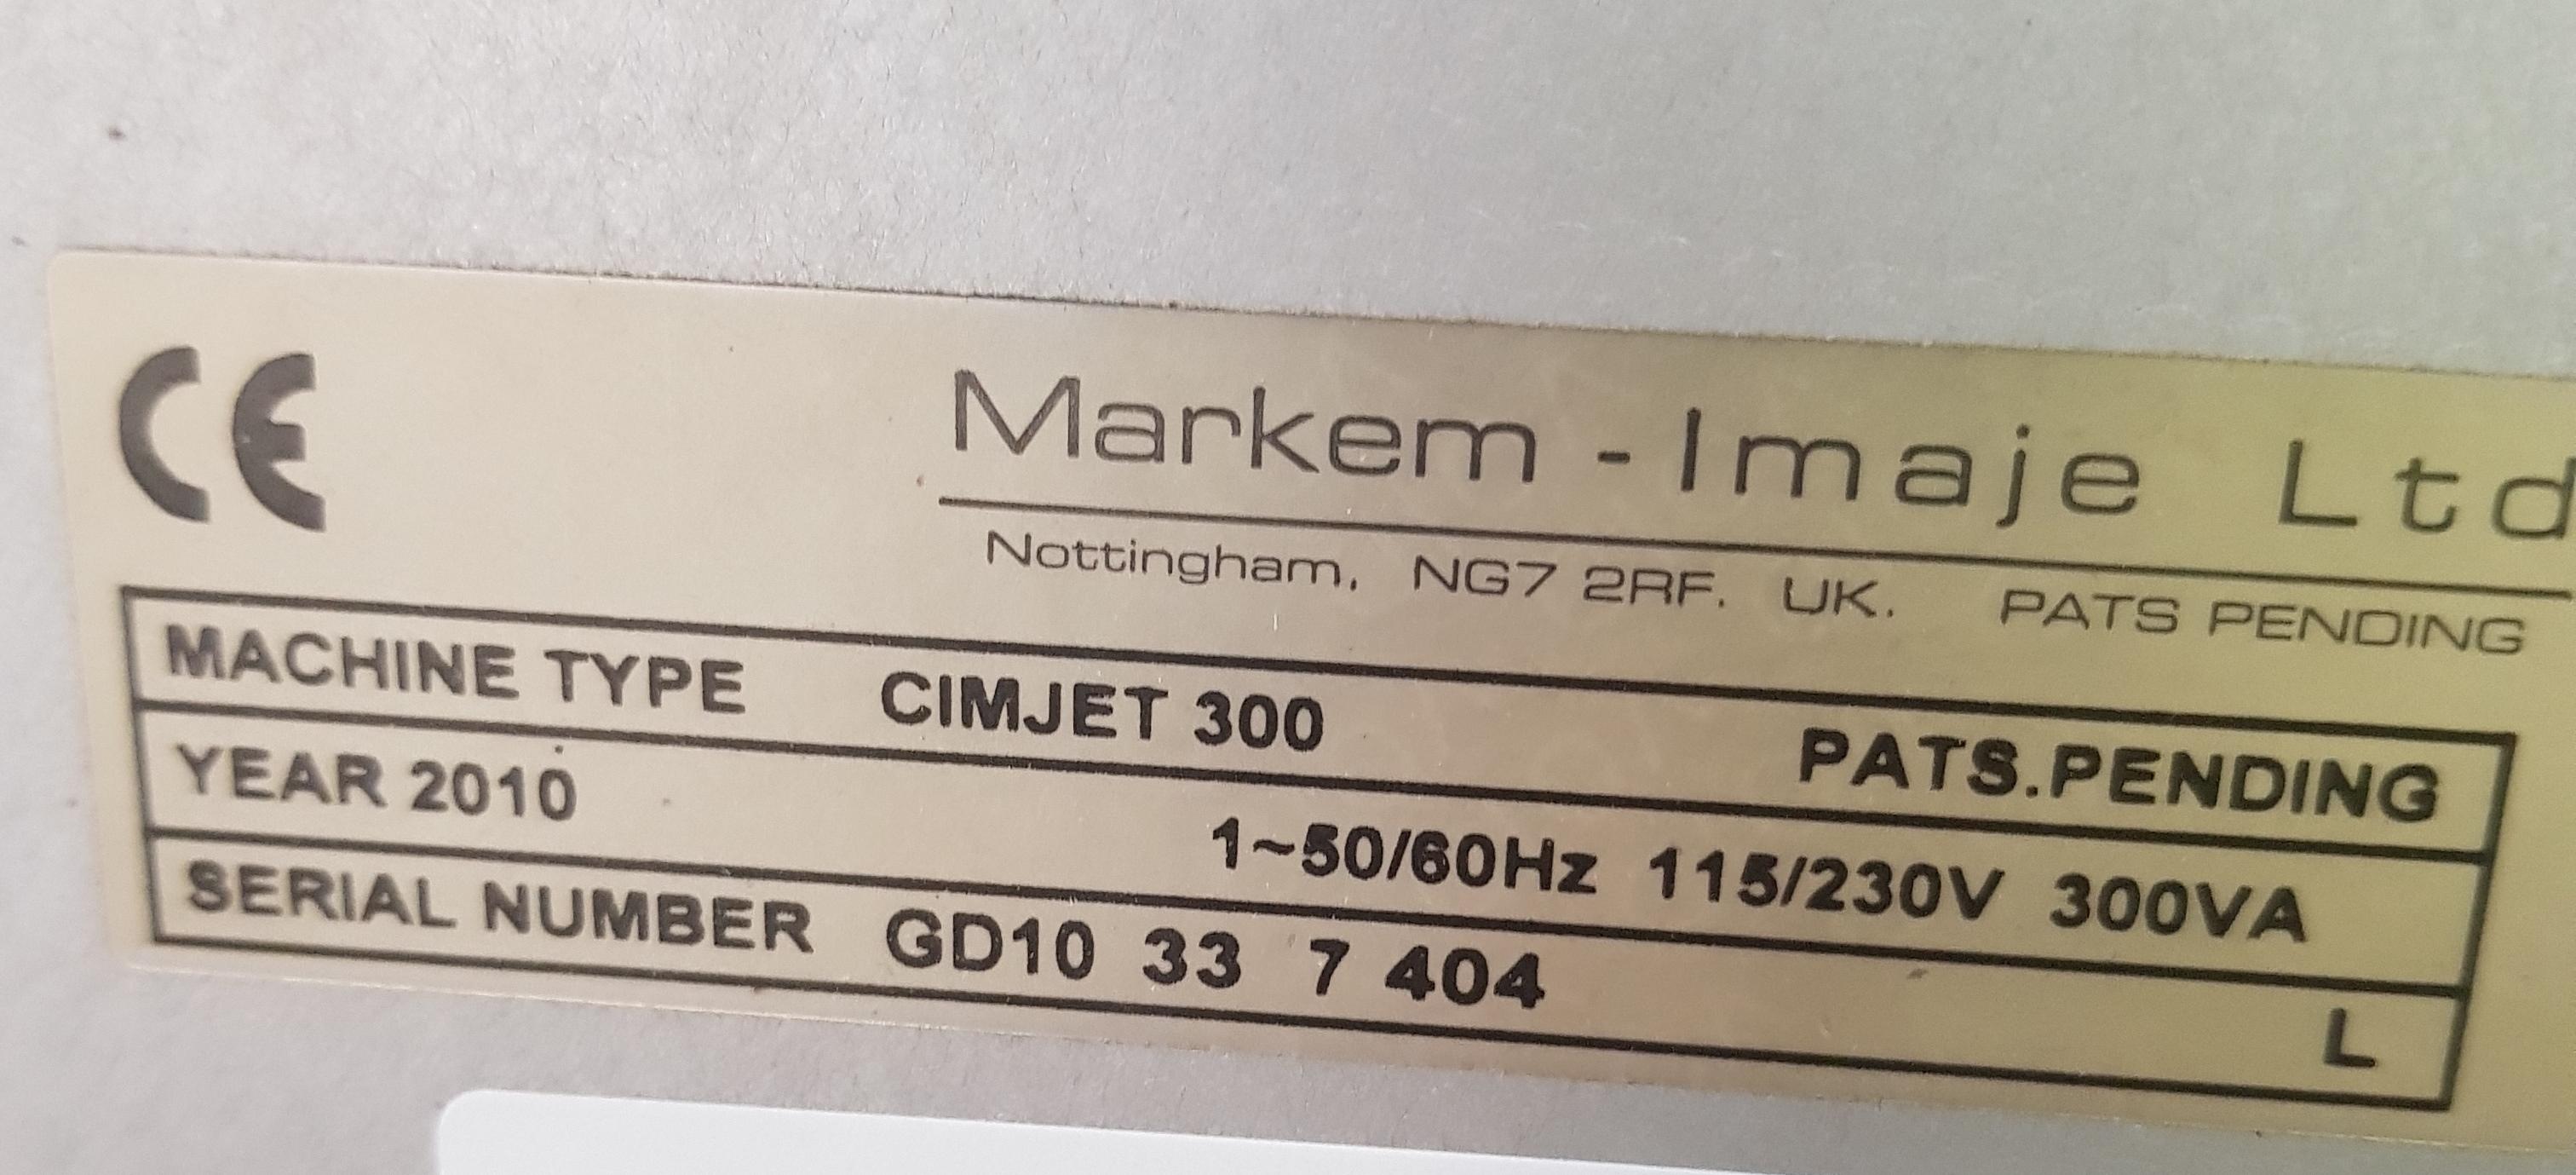 CE
Markem - Imaje Ltd
Nottingham, NG7 2RF. UK. PATS PENDING
MACHINE TYPE CIMJET 300 PATS.PENDING
YEAR 2010 1~50/60Hz 115/230V 300VA
SERIAL NUMBER GD10 33 7 404 L